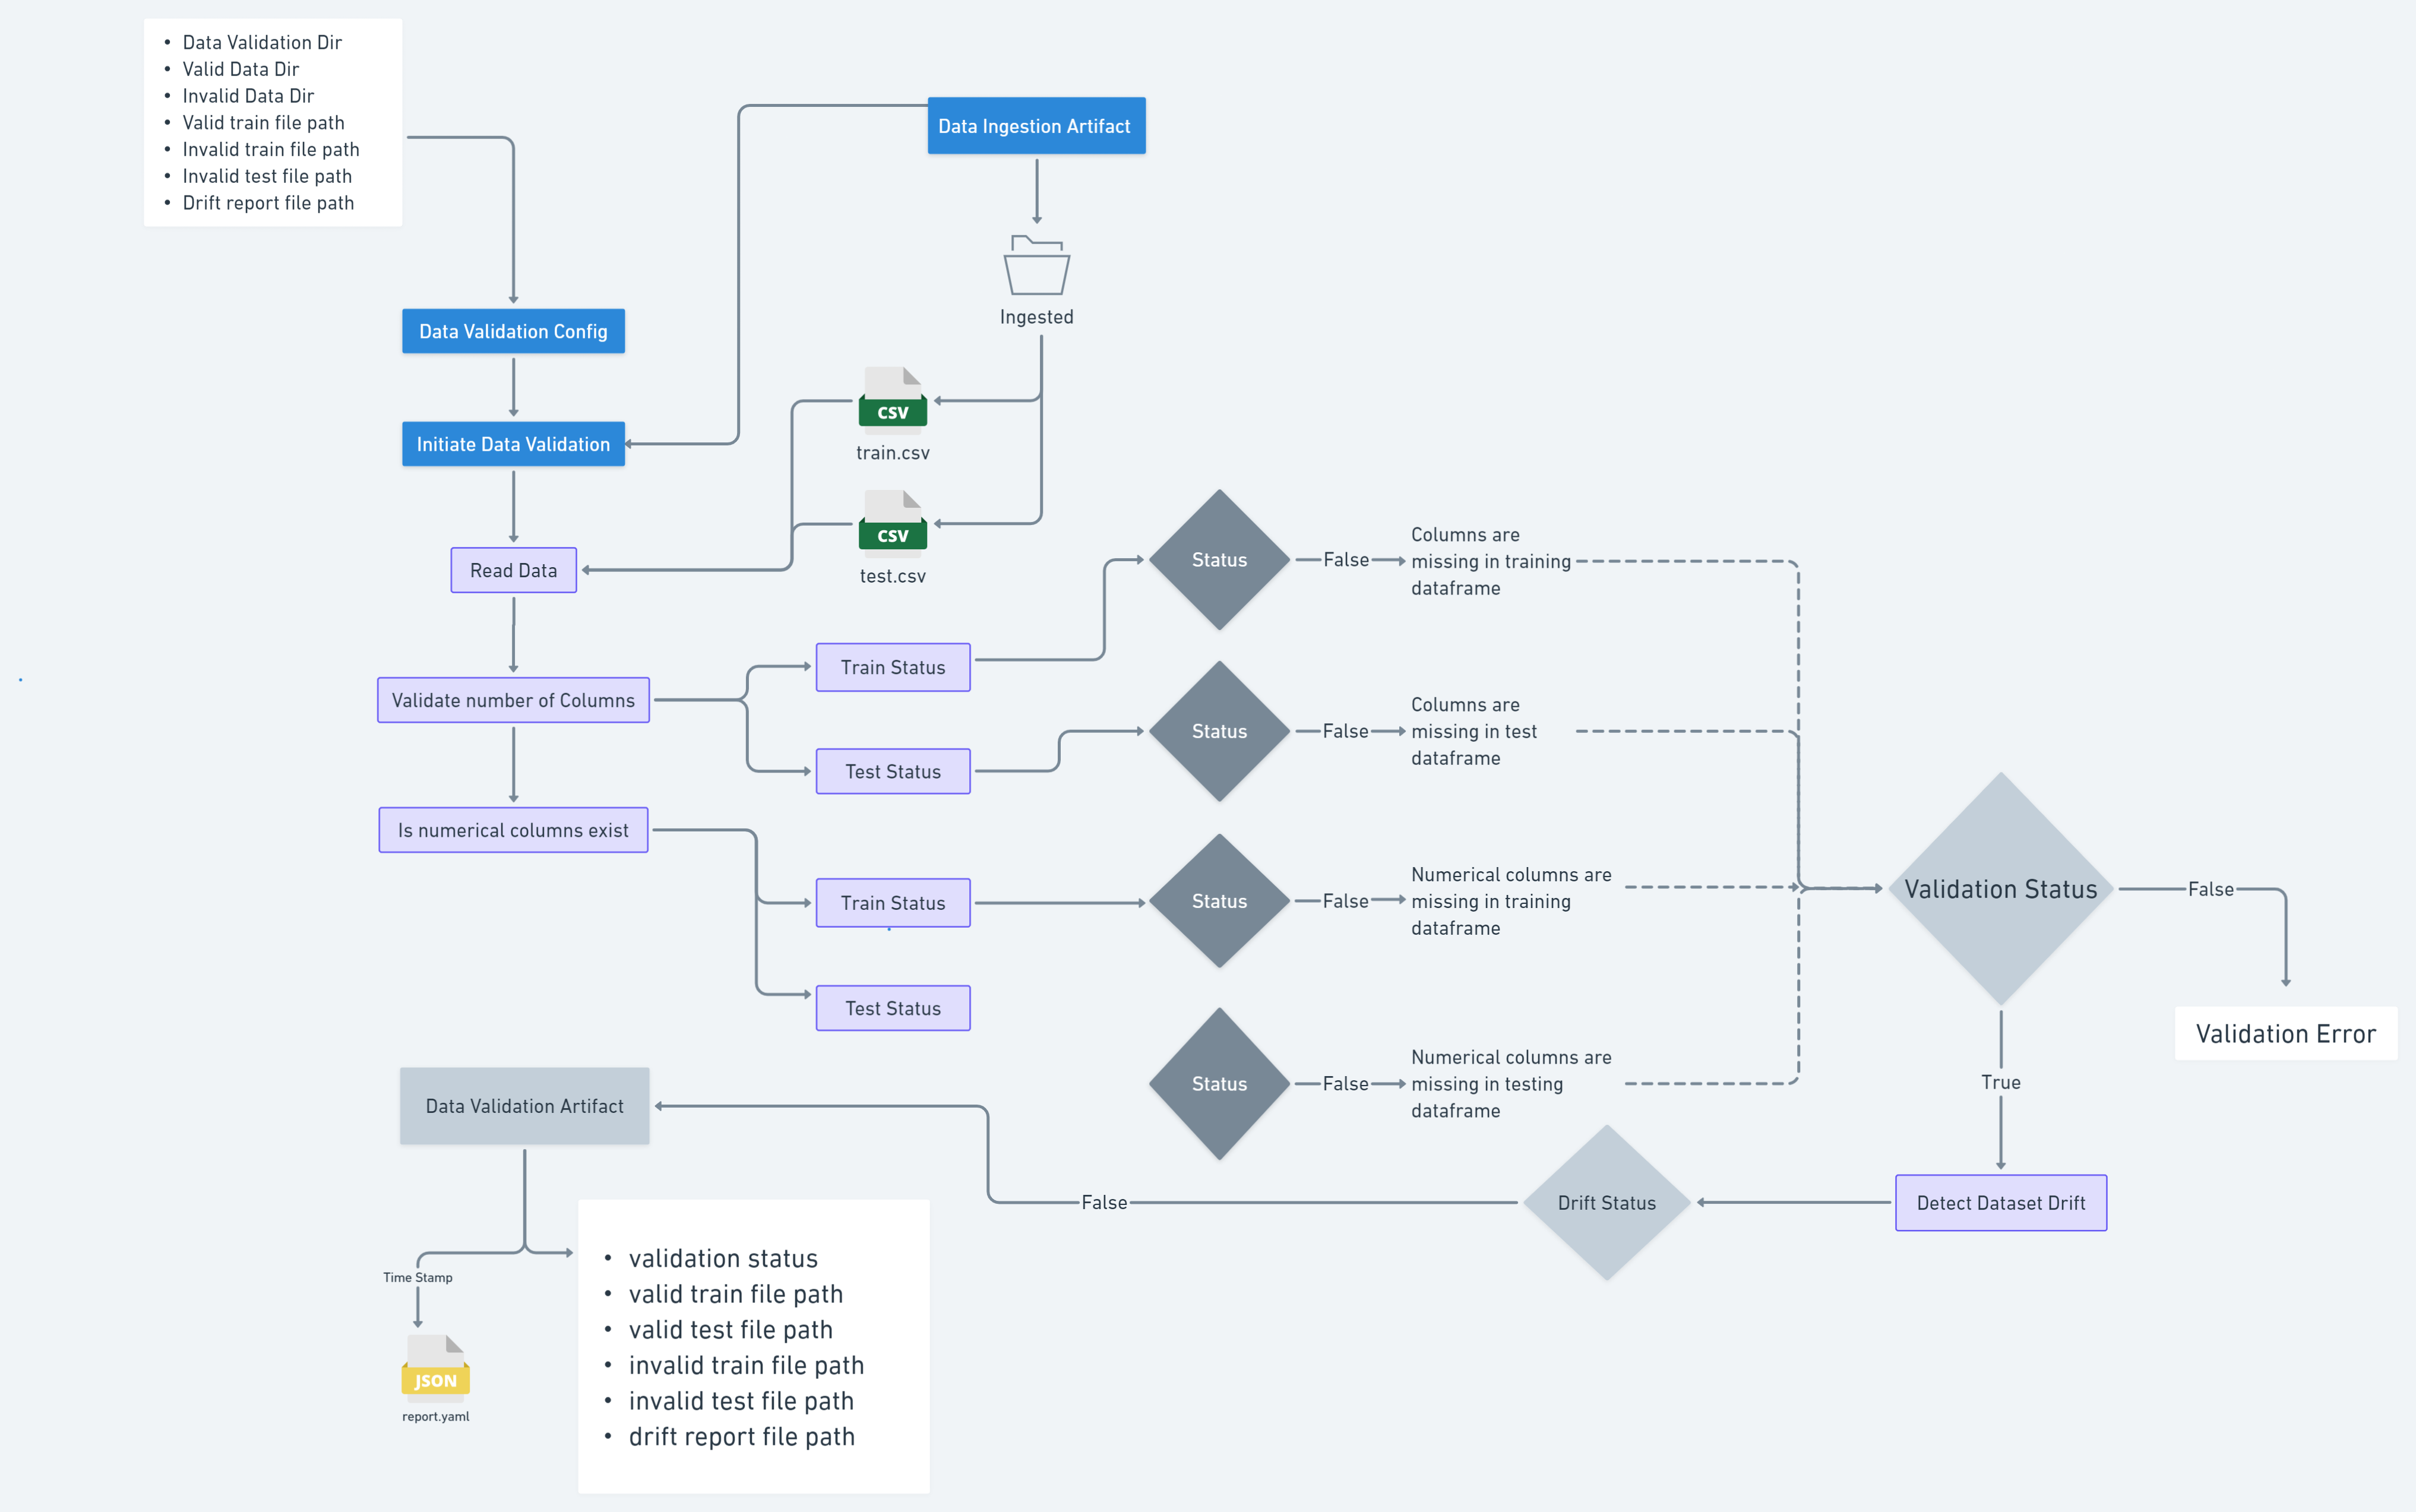 • Data Validation Dir
• Valid Data Dir
• Invalid Data Dir
• Valid train file path
• Invalid train file path
• Invalid test file path
• Drift report file path
Data Ingestion Artifact
Ingested
Data Validation Config
CSV
train.csv
Initiate Data Validation
CSV
test.csv
Read Data
Status
False
Columns are
missing in training
dataframe
Train Status
Validate number of Columns
Test Status
Status
False
Columns are
missing in test
dataframe
Is numerical columns exist
Train Status
Status
False
Numerical columns are
missing in training
dataframe
Validation Status
False
Validation Error
Test Status
Status
False
Numerical columns are
missing in testing
dataframe
True
Data Validation Artifact
False
Drift Status
Detect Dataset Drift
Time Stamp
JSON
report.yaml
• validation status
• valid train file path
• valid test file path
• invalid train file path
• invalid test file path
• drift report file path